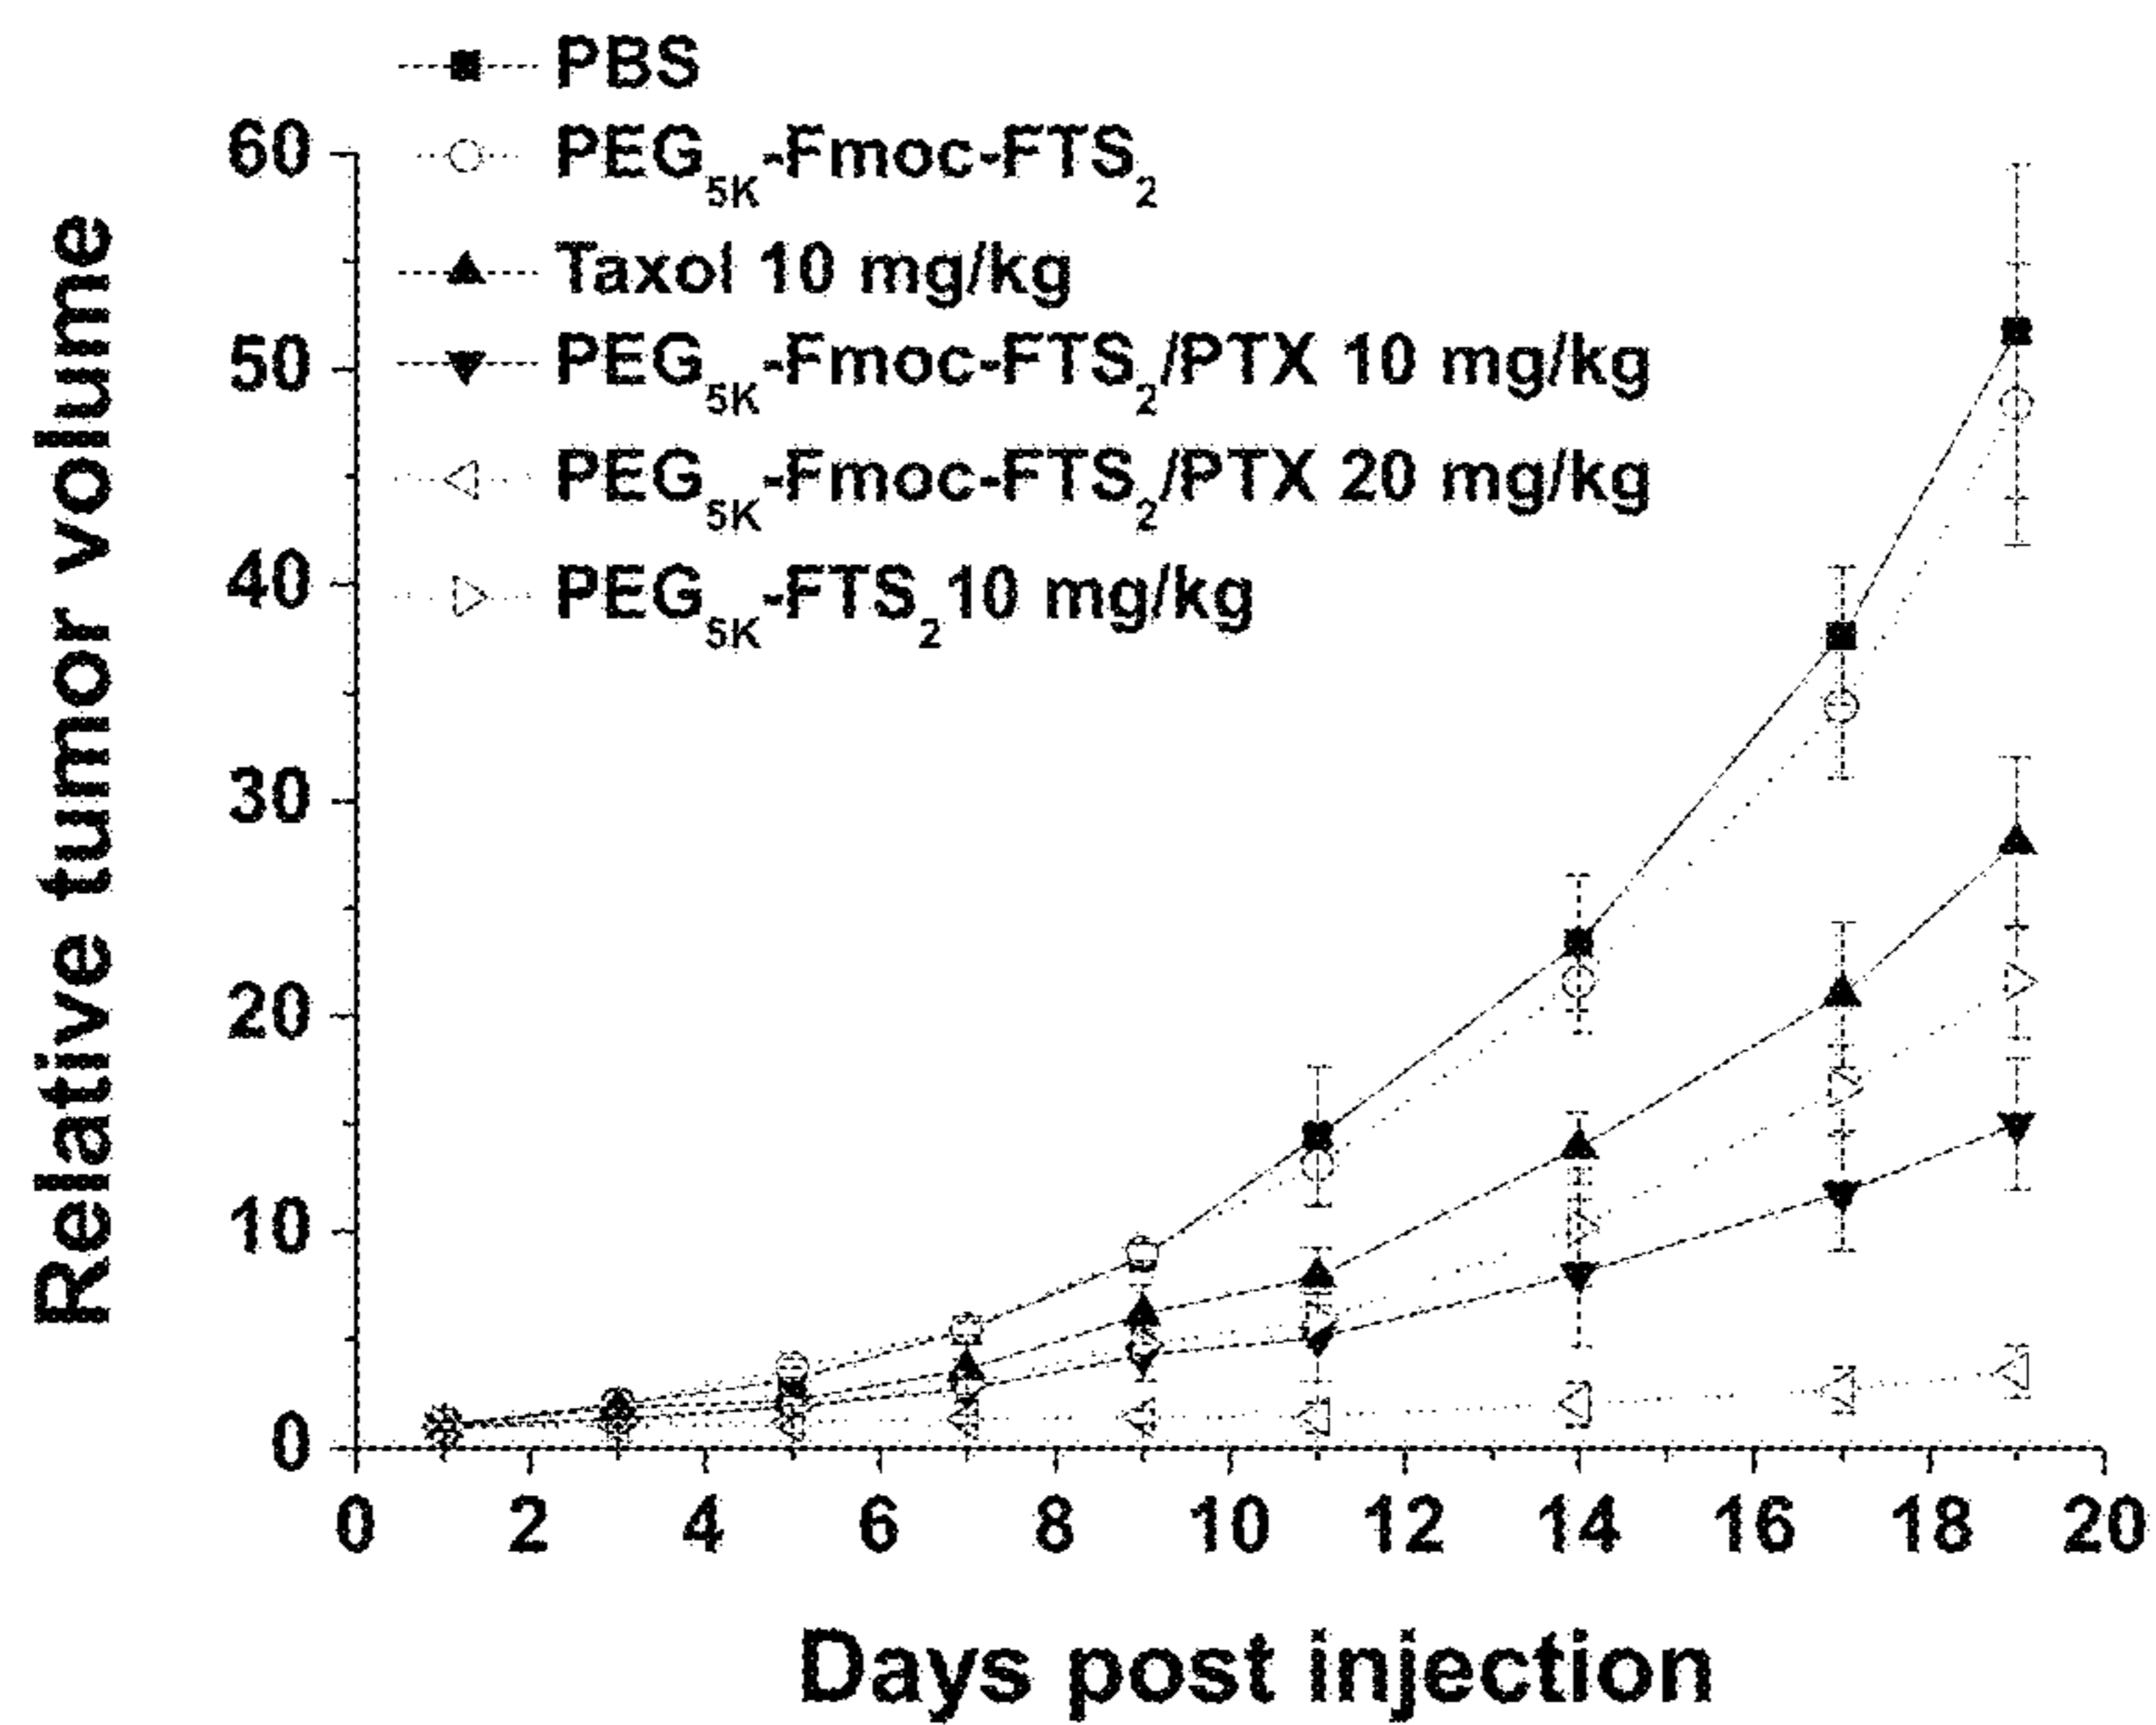 PBS
PEG5K-Fmoc-FTS2
Taxol 10 mg/kg
PEG5K-Fmoc-FTS2/PTX 10 mg/kg
PEG5K-Fmoc-FTS2/PTX 20 mg/kg
PEG5K-FTS2 10 mg/kg
Relative tumor volume
60
50
40
30
20
10
0
0 2 4 6 8 10 12 14 16 18 20
Days post injection